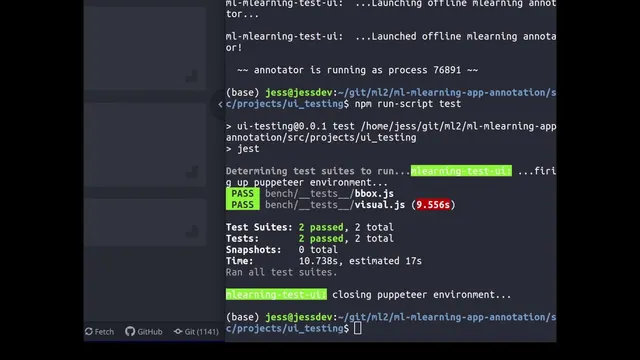 ml-mlearning-test-ui:  ...Launching offline mlearning annota
tor...
ml-mlearning-test-ui:  ...Launched offline mlearning annotat
or!
~~ annotator is running as process 76891 ~~
(base) jess@jessdev:~/git/ml2/ml-mlearning-app-annotation/s
c/projects/ui_testing$ npm run-script test
> ui-testing@0.0.1 test /home/jess/git/ml2/ml-mlearning-app-
annotation/src/projects/ui_testing
> jest
Determining test suites to run...mlearning-test-ui: ...firi
g up puppeteer environment...
PASS bench/__tests__/bbox.js
PASS bench/__tests__/visual.js (9.556s)
Test Suites: 2 passed, 2 total
Tests: 2 passed, 2 total
Snapshots: 0 total
Time: 10.738s, estimated 17s
Ran all test suites.
mlearning-test-ui: closing puppeteer environment...
(base) jess@jessdev:~/git/ml2/ml-mlearning-app-annotation/s
c/projects/ui_testing$
Fetch GitHub Git (1141)